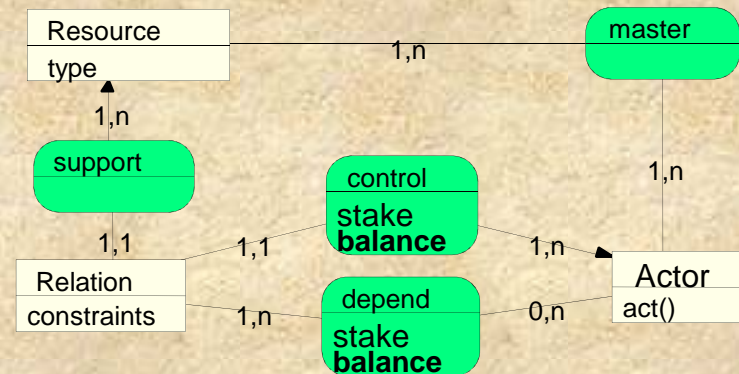 Resource
type
1,n
master
1,n
support
1,n
1,1
control
stake
balance
1,1
1,n
Relation
constraints
1,n
depend
stake
balance
0,n
Actor
act()